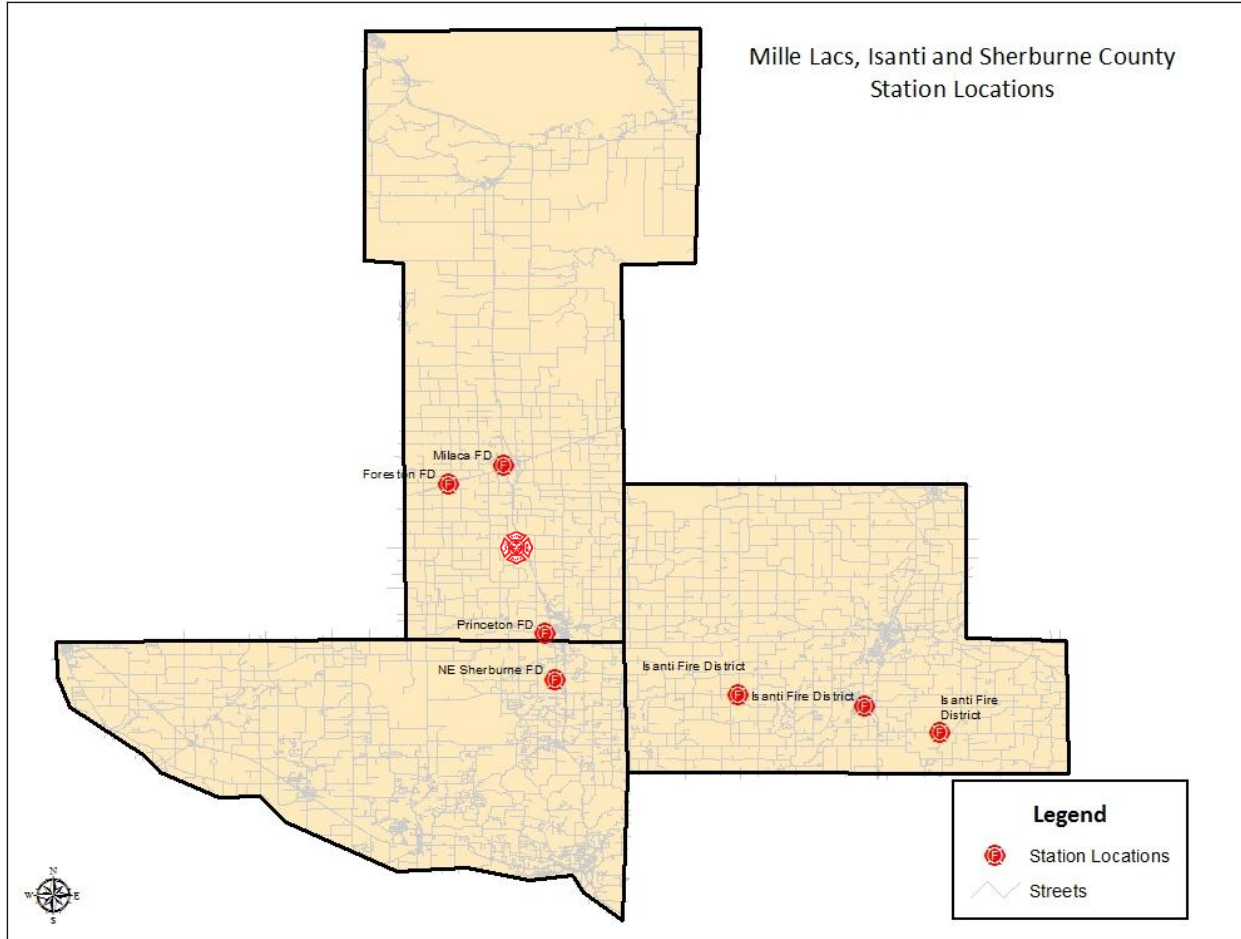 Mille Lacs, Isanti and Sherburne County
Station Locations
Milaca FD
Foreston FD
Princeton FD
NE Sherburne FD
Isanti Fire District
Isanti Fire District
Isanti Fire
District
Legend
F Station Locations
Streets
N
W E
S
F
F
F
F
F
F
F